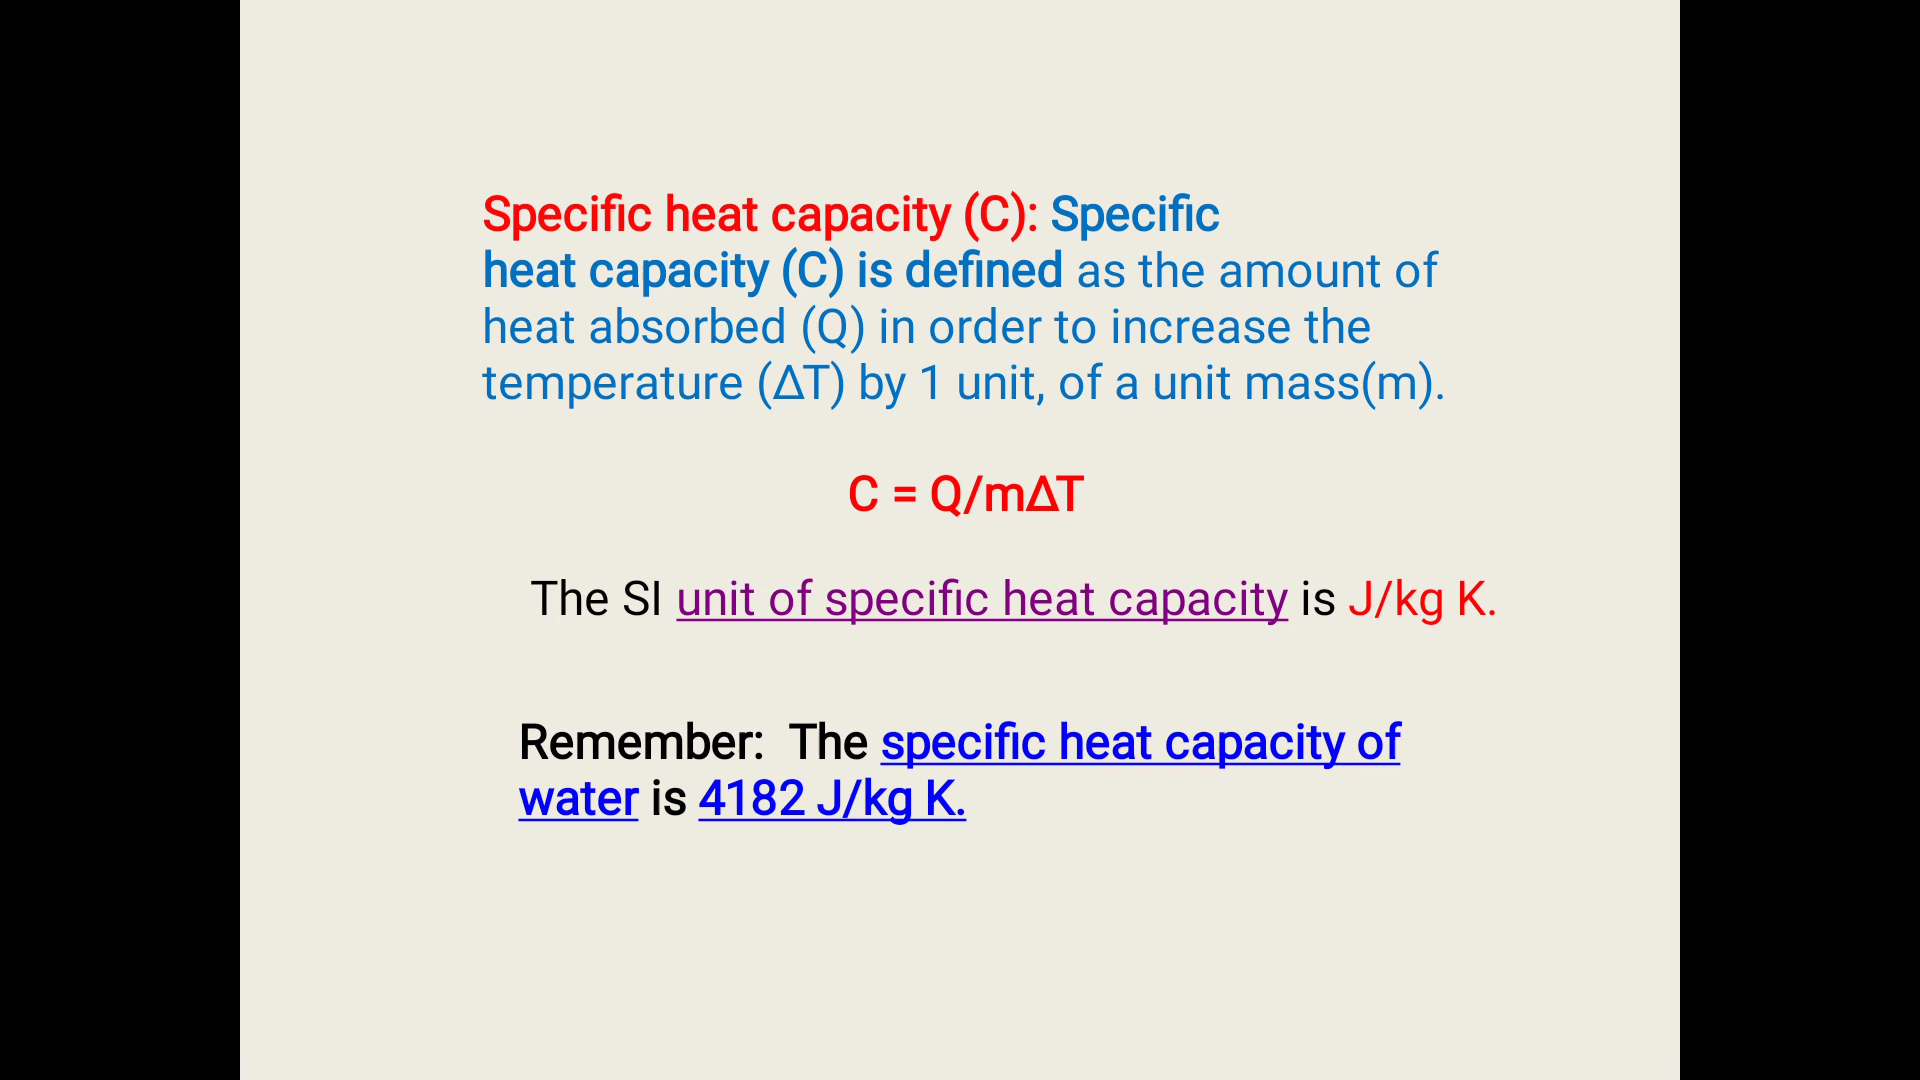 Specific heat capacity (C): Specific
heat capacity (C) is defined as the amount of
heat absorbed (Q) in order to increase the
temperature (ΔT) by 1 unit, of a unit mass(m).
C = Q/mΔT
The SI unit of specific heat capacity is J/kg K.
Remember:  The specific heat capacity of
water is 4182 J/kg K.